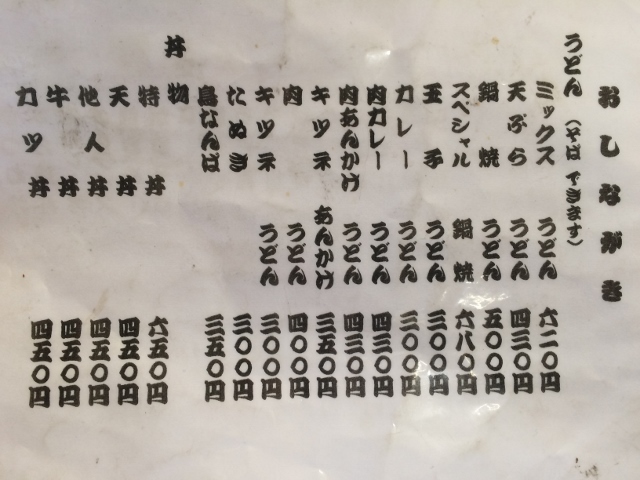 おしながき
うどん（そばできます）
ミックスうどん 六二〇円
天ぷらうどん 四三〇円
鍋焼うどん 五〇〇円
スペシャル鍋焼 六八〇円
玉子うどん 三〇〇円
カレーうどん 三〇〇円
肉カレーうどん 四三〇円
肉あんかけうどん 四三〇円
キツネあんかけ 三五〇円
肉うどん 四〇〇円
キツネうどん 三〇〇円
たぬき 三〇〇円
鳥なんば 三五〇円
丼物
特丼 六五〇円
天丼 四五〇円
他人丼 四五〇円
牛丼 四五〇円
カツ丼 四五〇円